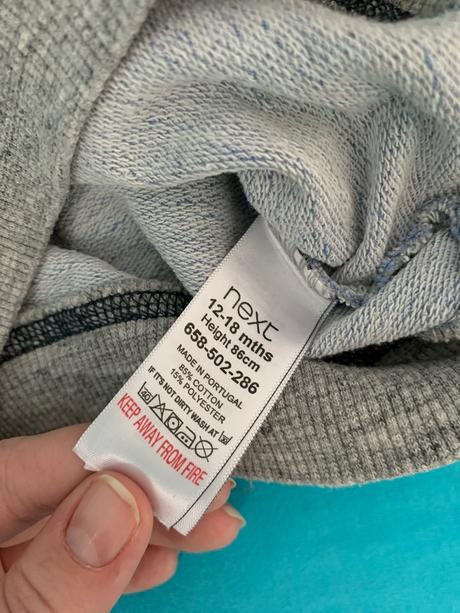 next
12-18 mths
Height 86cm
658-502-286
MADE IN PORTUGAL
85% COTTON
15% POLYESTER
IF IT'S NOT DIRTY WASH AT
KEEP AWAY FROM FIRE